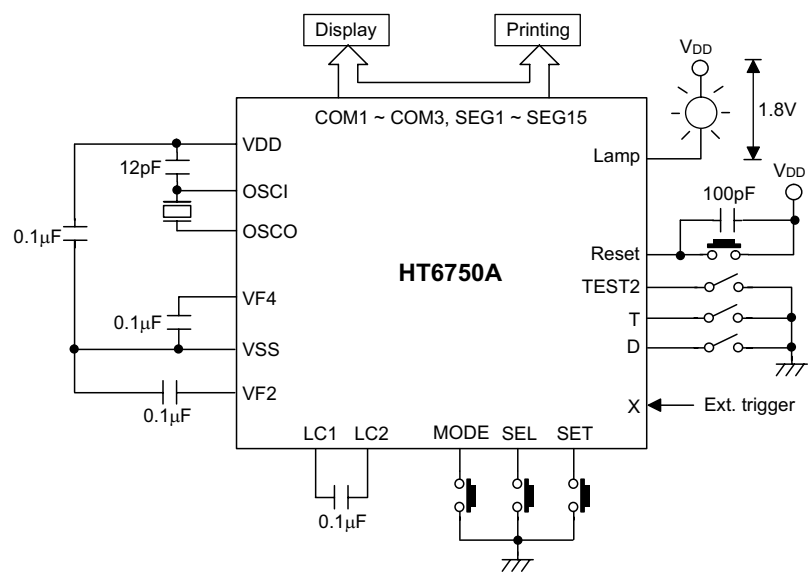 Display
Printing
COM1 ~ COM3, SEG1 ~ SEG15
VDD
1.8V
Lamp
VDD
12pF
OSCI
OSCO
0.1μF
VDD
100pF
Reset
HT6750A
TEST2
VF4
0.1μF
T
VSS
D
VF2
0.1μF
X
Ext. trigger
LC1
LC2
MODE
SEL
SET
0.1μF